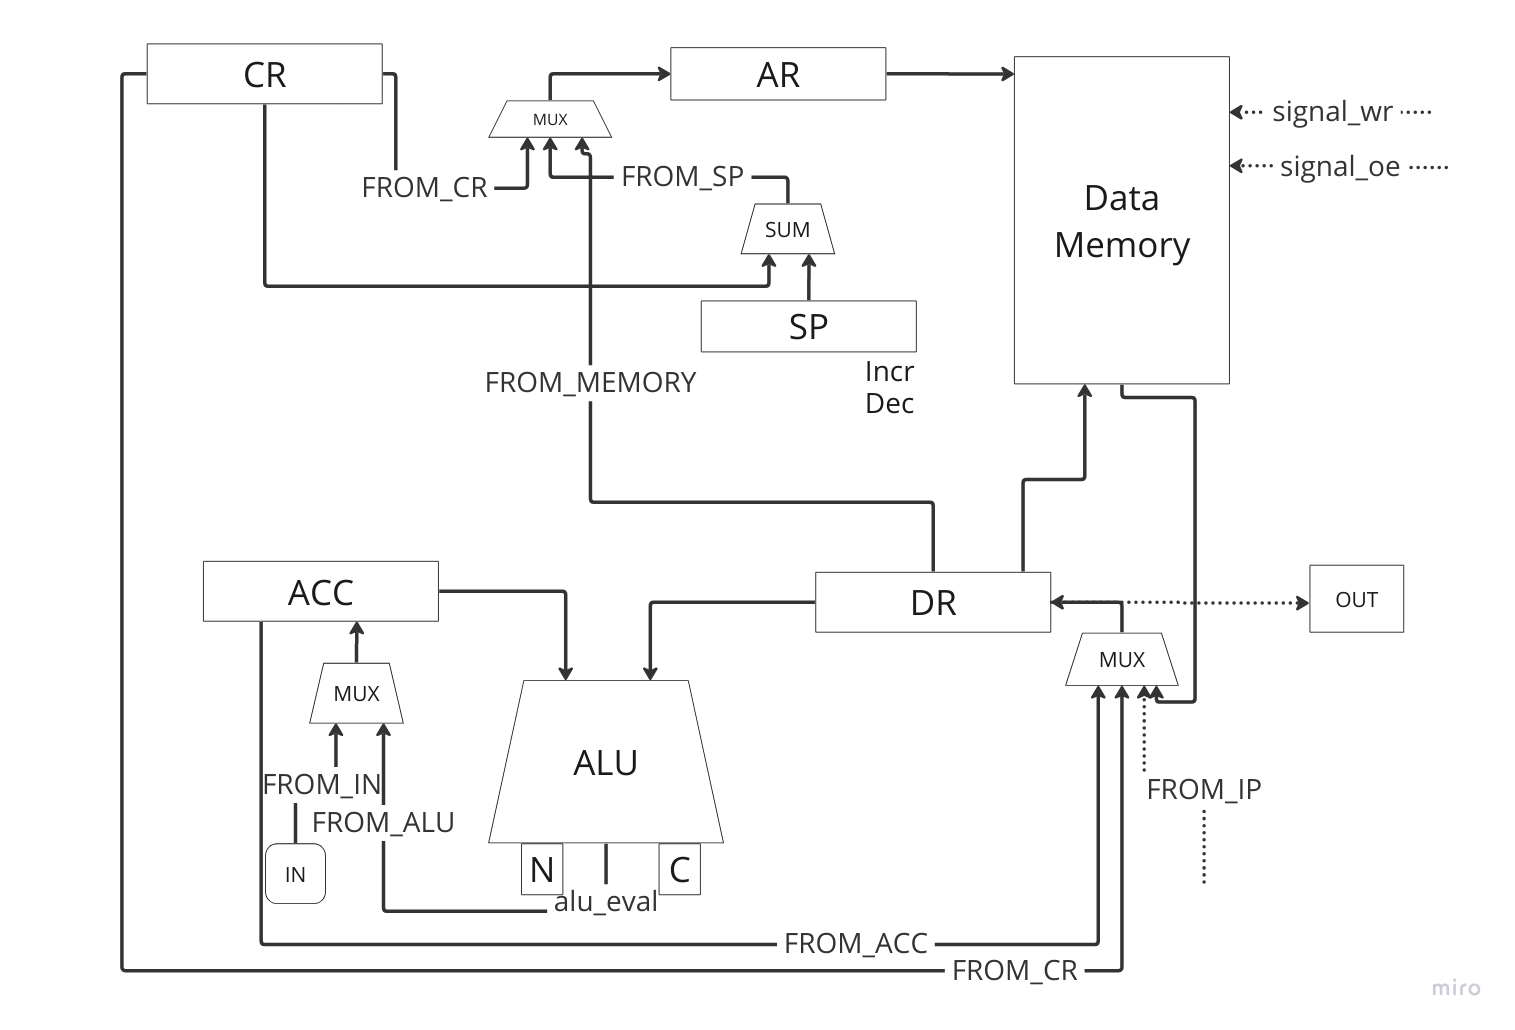 CR
AR
MUX
signal_wr
signal_oe
FROM_CR
FROM_SP
Data
Memory
SUM
SP
Incr
Dec
FROM_MEMORY
ACC
DR
OUT
MUX
MUX
ALU
FROM_IN
FROM_IP
FROM_ALU
IN
N
C
alu_eval
FROM_ACC
FROM_CR
miro